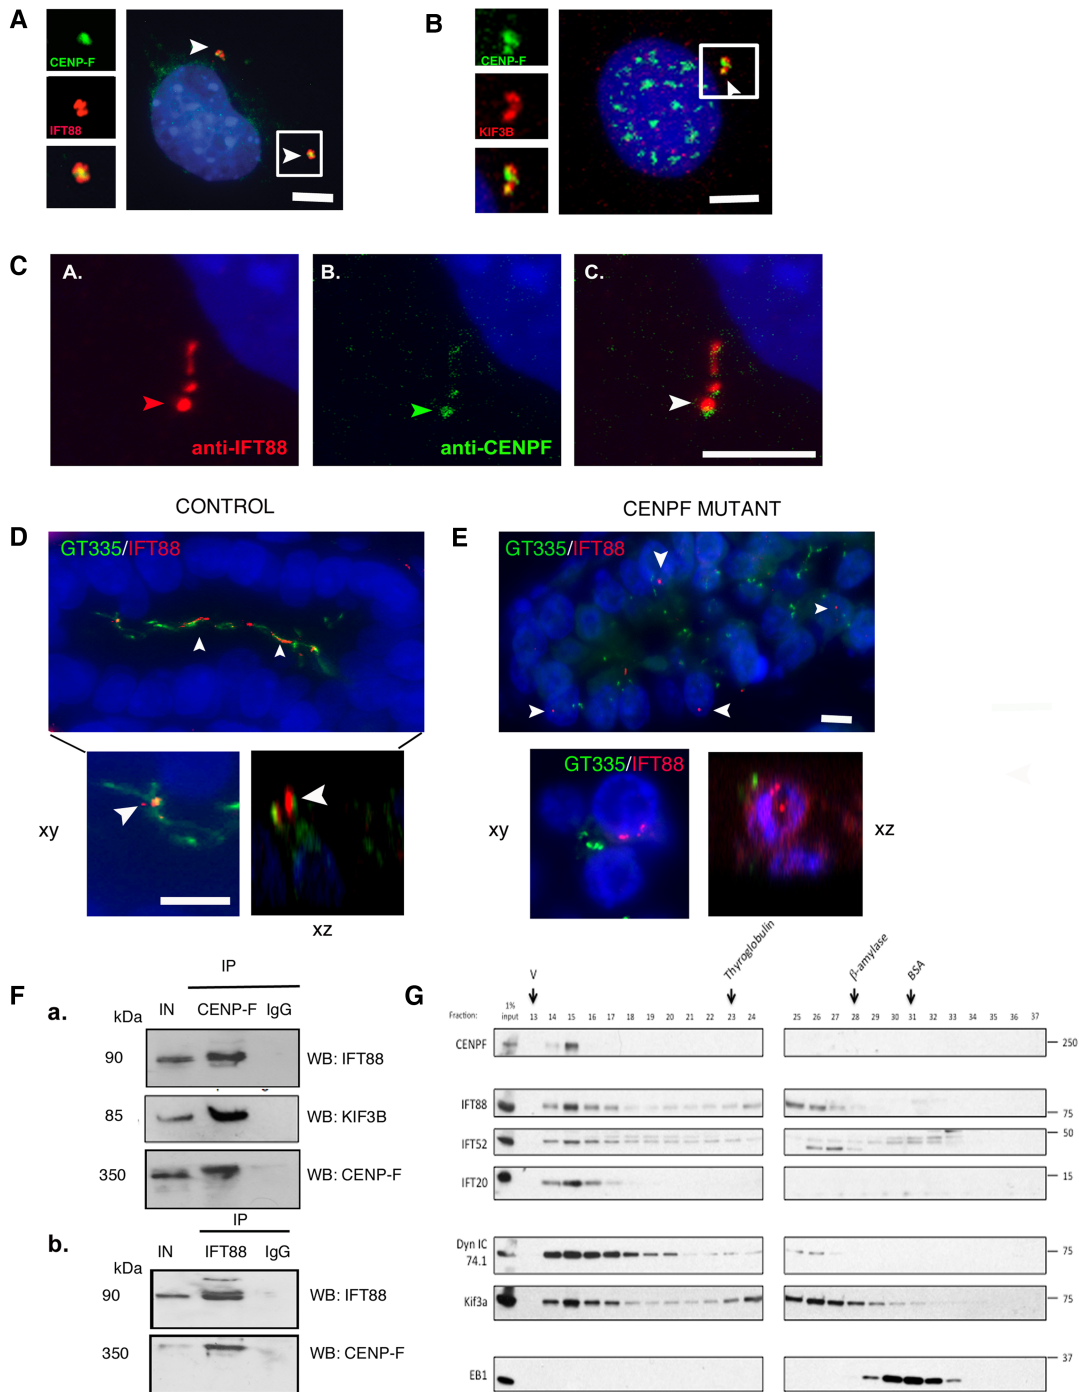 A
CENP-F
IFT88
B
CENP-F
KIF3B
C
A.
anti-IFT88
B.
anti-CENPF
C.
CONTROL
D
GT335/IFT88
xy
xz
CENPF MUTANT
E
GT335/IFT88
GT335/IFT88
xy
xz
F
a.
IP
IN CENP-F IgG
kDa
90 WB: IFT88
85 WB: KIF3B
350 WB: CENP-F
b.
IP
IN IFT88 IgG
kDa
90 WB: IFT88
350 WB: CENP-F
G
V Thyroglobulin β-amylase BSA
Fraction: 1% input 13 14 15 16 17 18 19 20 21 22 23 24 25 26 27 28 29 30 31 32 33 34 35 36 37
CENPF 250
IFT88 75
IFT52 50
IFT20 15
Dyn IC 74.1 75
Kif3a 75
EB1 37